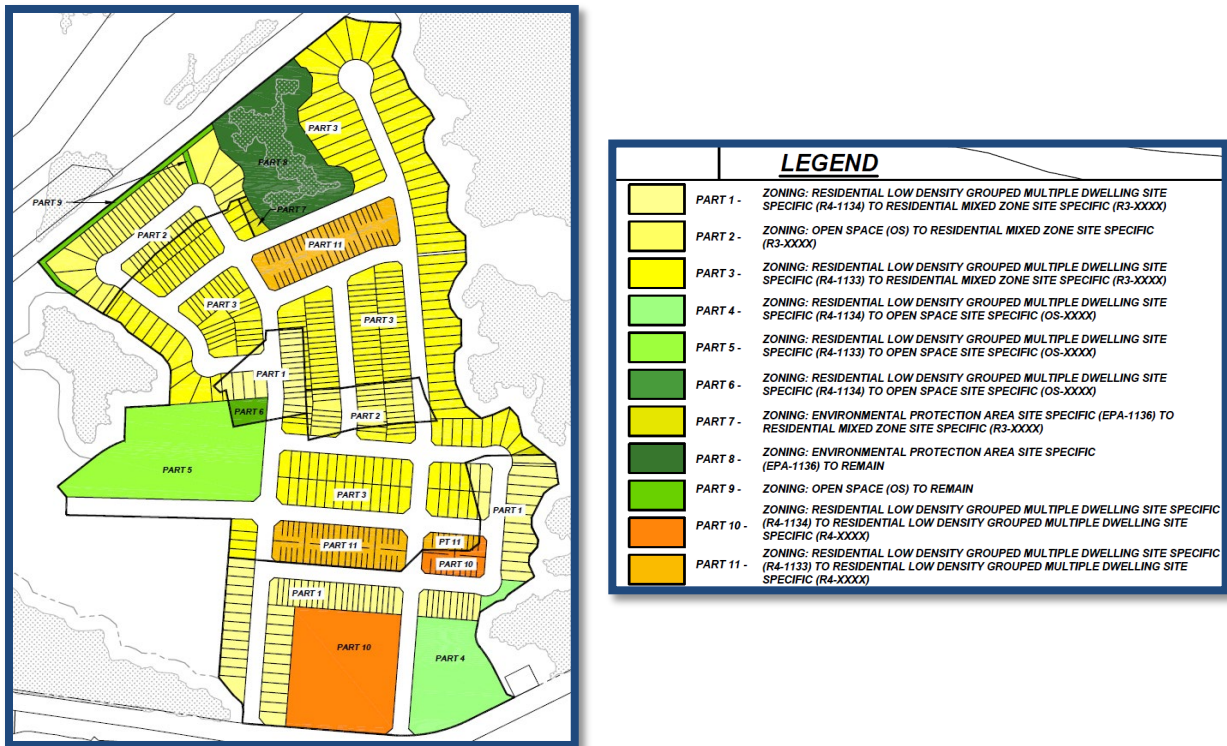 PART 3
PART 8
PART 9
PART 7
PART 2
PART 11
PART 3
PART 3
PART 1
PART 2
PART 6
PART 5
PART 3
PART 1
PART 11
PT 11
PART 10
PART 1
PART 10
PART 4
LEGEND
PART 1 - ZONING: RESIDENTIAL LOW DENSITY GROUPED MULTIPLE DWELLING SITE
SPECIFIC (R4-1134) TO RESIDENTIAL MIXED ZONE SITE SPECIFIC (R3-XXXX)
PART 2 - ZONING: OPEN SPACE (OS) TO RESIDENTIAL MIXED ZONE SITE SPECIFIC
(R3-XXXX)
PART 3 - ZONING: RESIDENTIAL LOW DENSITY GROUPED MULTIPLE DWELLING SITE
SPECIFIC (R4-1133) TO RESIDENTIAL MIXED ZONE SITE SPECIFIC (R3-XXXX)
PART 4 - ZONING: RESIDENTIAL LOW DENSITY GROUPED MULTIPLE DWELLING SITE
SPECIFIC (R4-1134) TO OPEN SPACE SITE SPECIFIC (OS-XXXX)
PART 5 - ZONING: RESIDENTIAL LOW DENSITY GROUPED MULTIPLE DWELLING SITE
SPECIFIC (R4-1133) TO OPEN SPACE SITE SPECIFIC (OS-XXXX)
PART 6 - ZONING: RESIDENTIAL LOW DENSITY GROUPED MULTIPLE DWELLING SITE
SPECIFIC (R4-1134) TO OPEN SPACE SITE SPECIFIC (OS-XXXX)
PART 7 - ZONING: ENVIRONMENTAL PROTECTION AREA SITE SPECIFIC (EPA-1136) TO
RESIDENTIAL MIXED ZONE SITE SPECIFIC (R3-XXXX)
PART 8 - ZONING: ENVIRONMENTAL PROTECTION AREA SITE SPECIFIC
(EPA-1136) TO REMAIN
PART 9 - ZONING: OPEN SPACE (OS) TO REMAIN
PART 10 - ZONING: RESIDENTIAL LOW DENSITY GROUPED MULTIPLE DWELLING SITE SPECIFIC
(R4-1134) TO RESIDENTIAL LOW DENSITY GROUPED MULTIPLE DWELLING SITE
SPECIFIC (R4-XXXX)
PART 11 - ZONING: RESIDENTIAL LOW DENSITY GROUPED MULTIPLE DWELLING SITE SPECIFIC
(R4-1133) TO RESIDENTIAL LOW DENSITY GROUPED MULTIPLE DWELLING SITE
SPECIFIC (R4-XXXX)